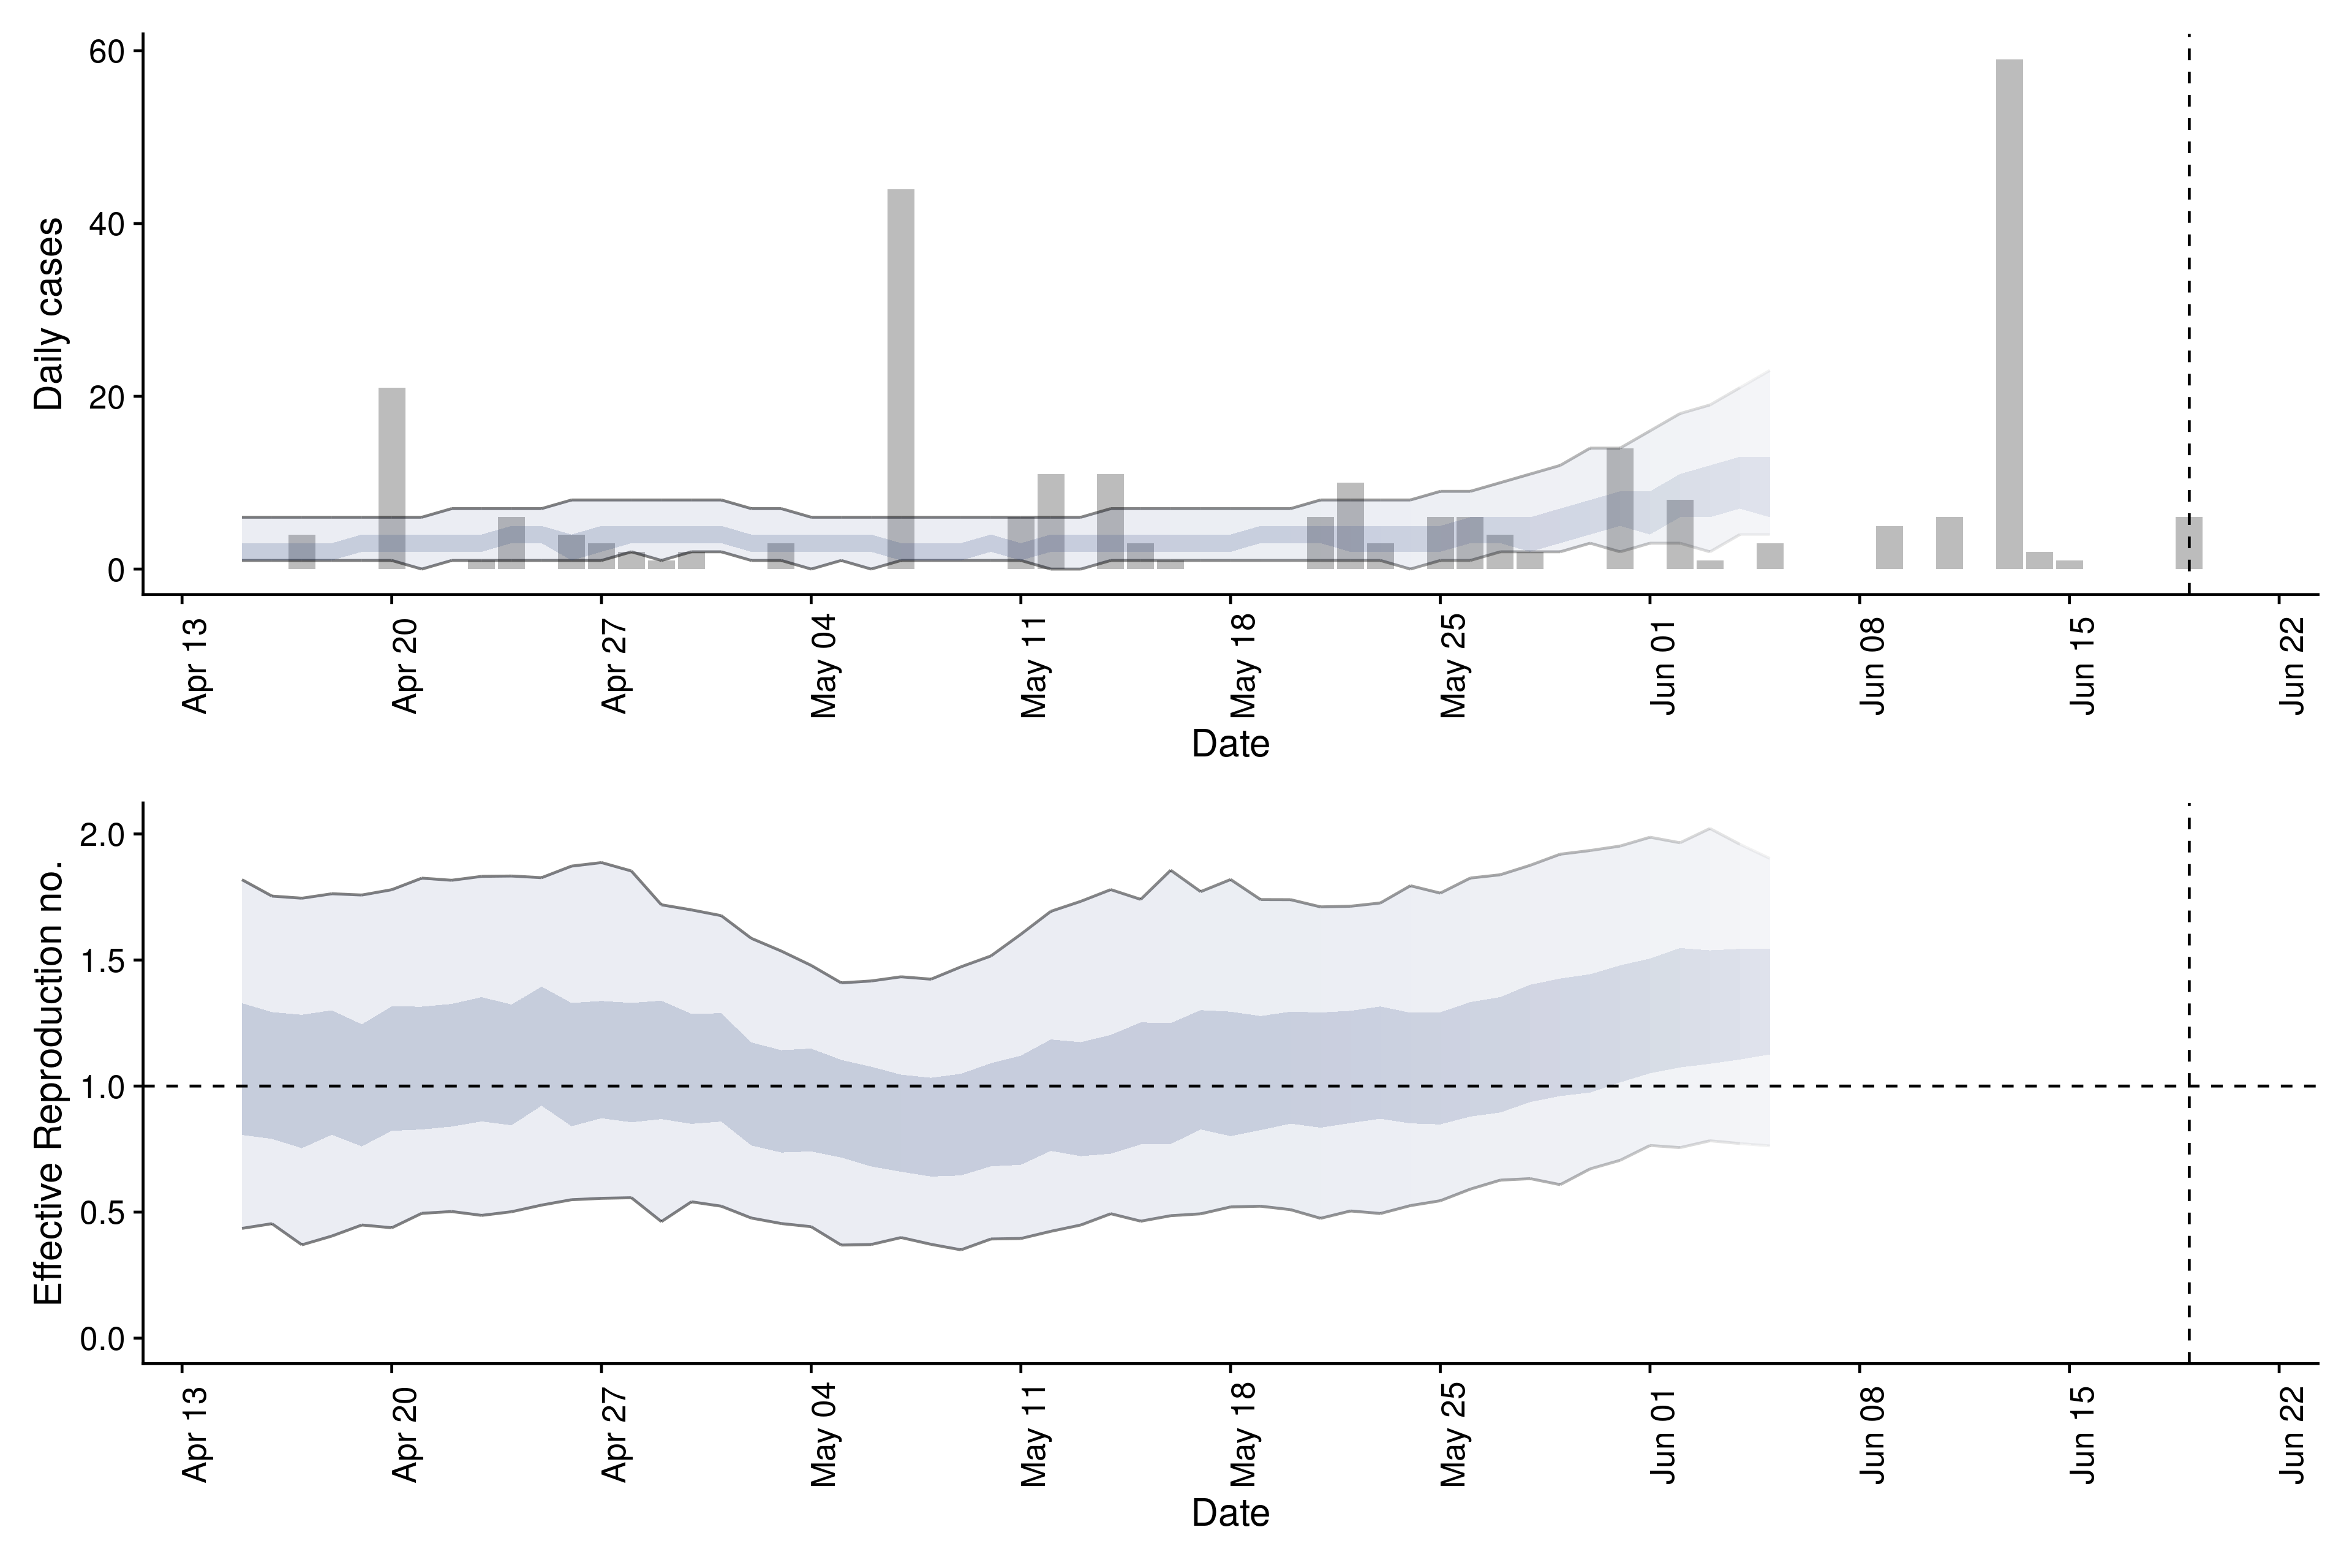 Daily cases
60
40
20
0
Apr 13
Apr 20
Apr 27
May 04
May 11
May 18
May 25
Jun 01
Jun 08
Jun 15
Jun 22
Date
Effective Reproduction no.
2.0
1.5
1.0
0.5
0.0
Apr 13
Apr 20
Apr 27
May 04
May 11
May 18
May 25
Jun 01
Jun 08
Jun 15
Jun 22
Date